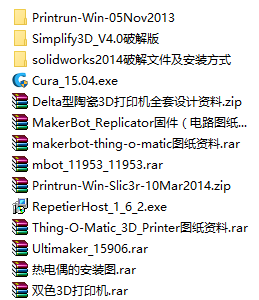 Printrun-Win-05Nov2013
Simplify3D_V4.0破解版
solidworks2014破解文件及安装方式
Cura_15.04.exe
Delta型陶瓷3D打印机全套设计资料.zip
MakerBot_Replicator固件（电路图纸...
makerbot-thing-o-matic图纸资料.rar
mbot_11953_11953.rar
Printrun-Win-Slic3r-10Mar2014.zip
RepetierHost_1_6_2.exe
Thing-O-Matic_3D_Printer图纸资料.rar
Ultimaker_15906.rar
热电偶的安装图.rar
双色3D打印机.rar